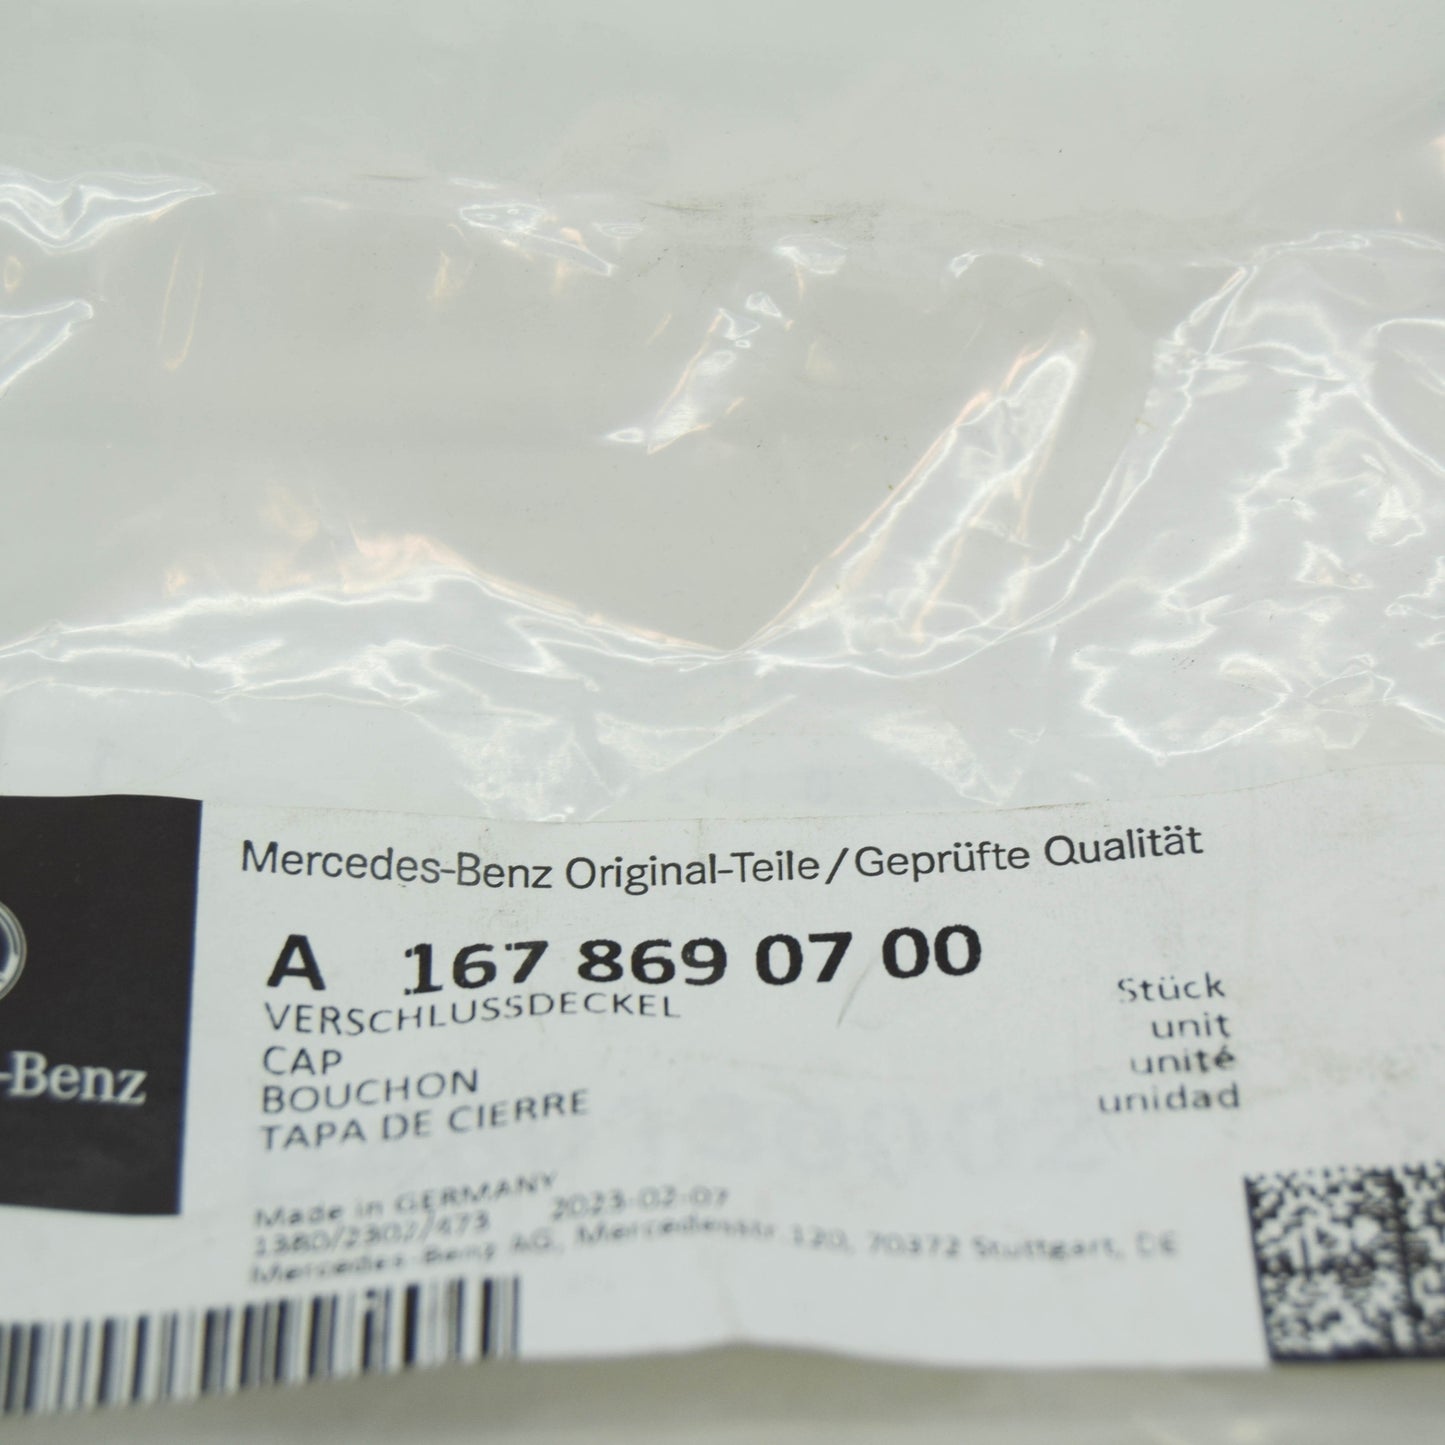 Mercedes-Benz Original-Teile/Geprüfte Qualität
A 167 869 07 00
VERSCHLUSSDECKEL
CAP
BOUCHON
TAPA DE CIERRE
Stück
unit
unité
unidad
-Benz
Made in GERMANY 2023-02-07
1380/2302/473
Mercedes-Benz AG, Mercedesstr. 120, 70372 Stuttgart, DE